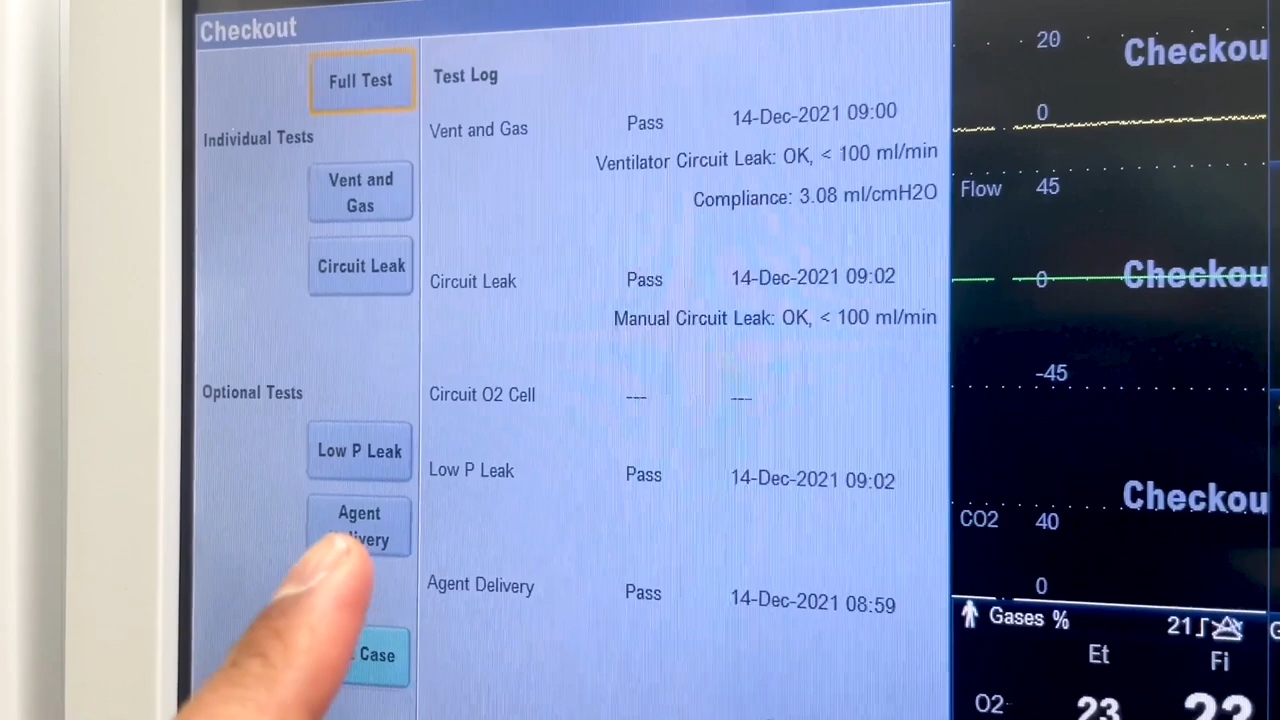 Checkout
Full Test
Individual Tests
Vent and
Gas
Circuit Leak
Optional Tests
Low P Leak
Agent
Case
Test Log
Vent and Gas Pass 14-Dec-2021 09:00
Ventilator Circuit Leak: OK, < 100 ml/min
Compliance: 3.08 ml/cmH2O
Circuit Leak Pass 14-Dec-2021 09:02
Manual Circuit Leak: OK, < 100 ml/min
Circuit O2 Cell --- ---
Low P Leak Pass 14-Dec-2021 09:02
Agent Delivery Pass 14-Dec-2021 08:59
20
0
Flow 45
0
-45
CO2 40
0
Gases % 21
Et Fi
O2 23